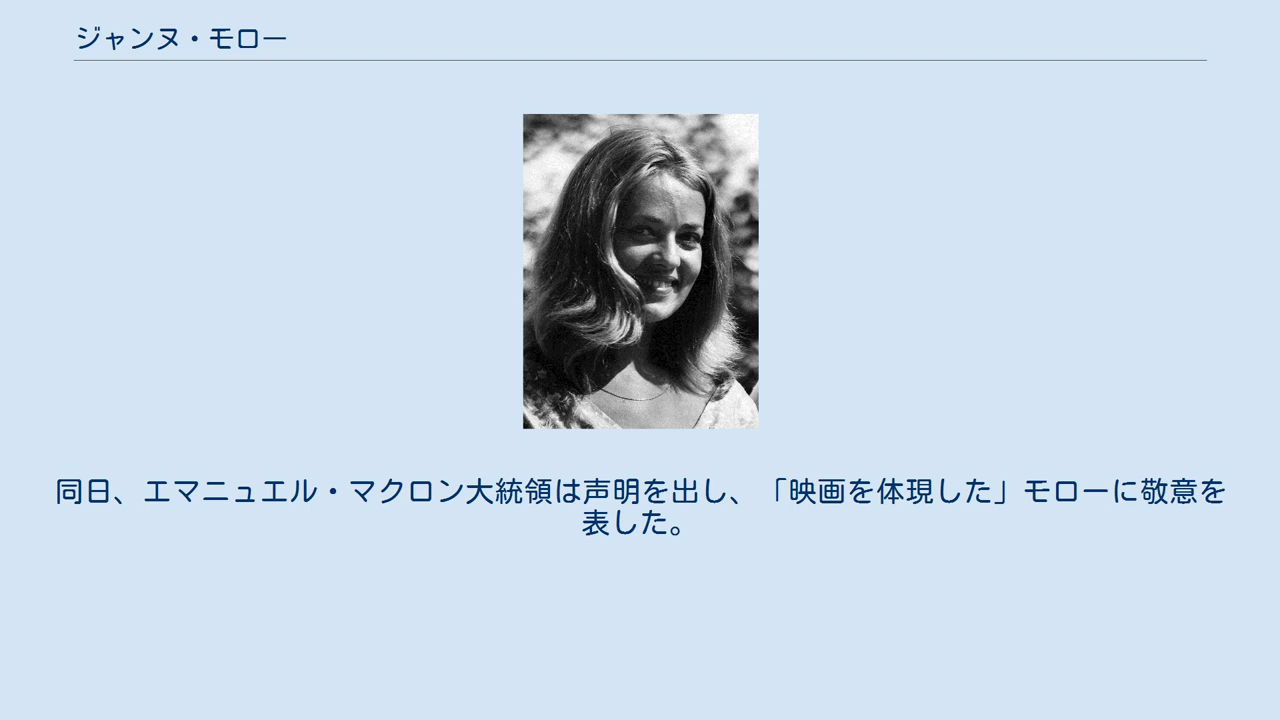 ジャンヌ・モロー
同日、エマニュエル・マクロン大統領は声明を出し、「映画を体現した」モローに敬意を
表した。